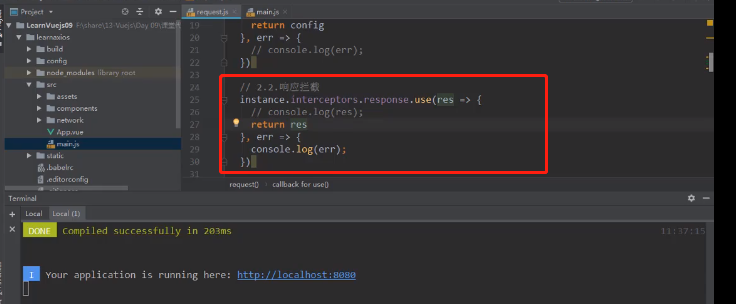 Project
request.js
main.js
LearnVuejs09
F:\share\13-Vuejs\Day
learnaxios
build
config
node_modules library root
src
assets
components
network
App.vue
main.js
static
.babelrc
.editorconfig
19 return config
20 }, err => {
21 // console.log(err);
22 })
23
24 // 2.2.响应拦截
25 instance.interceptors.response.use(res => {
26 // console.log(res);
27 return res
28 }, err => {
29 console.log(err);
30 })
31
request() callback for use()
Terminal
Local Local (1)
DONE Compiled successfully in 203ms 11:37:15
I Your application is running here: http://localhost:8080